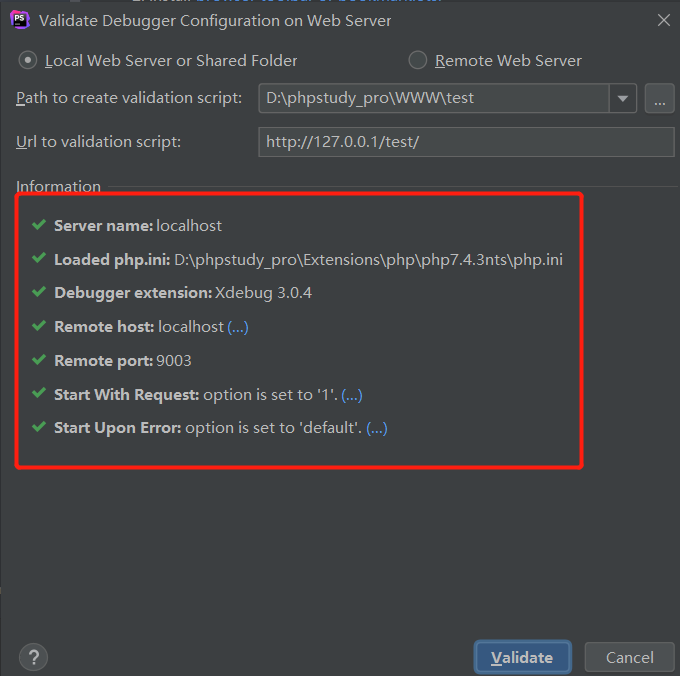 PS
Validate Debugger Configuration on Web Server
Local Web Server or Shared Folder
Remote Web Server
Path to create validation script:
D:\phpstudy_pro\WWW\test
...
Url to validation script:
http://127.0.0.1/test/
Information
Server name: localhost
Loaded php.ini: D:\phpstudy_pro\Extensions\php\php7.4.3nts\php.ini
Debugger extension: Xdebug 3.0.4
Remote host: localhost (...)
Remote port: 9003
Start With Request: option is set to '1'. (...)
Start Upon Error: option is set to 'default'. (...)
?
Validate
Cancel